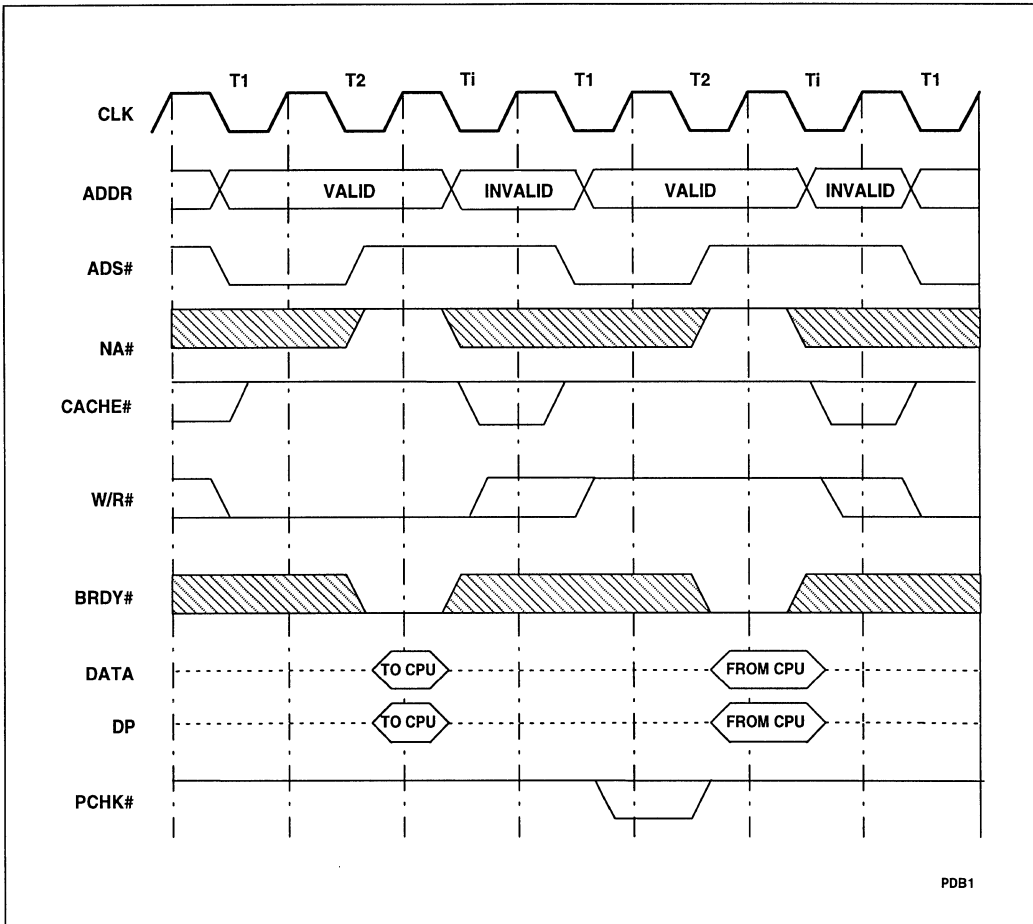 T1 T2 Ti T1 T2 Ti T1
CLK
ADDR VALID INVALID VALID INVALID
ADS#
NA#
CACHE#
W/R#
BRDY#
DATA TO CPU FROM CPU
DP TO CPU FROM CPU
PCHK#
PDB1